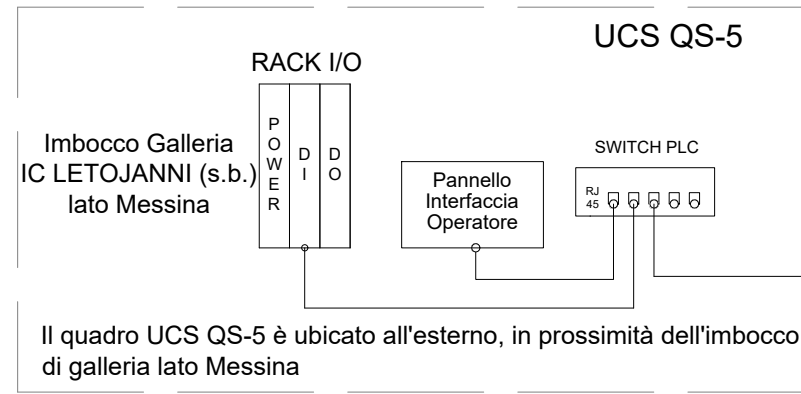 UCS QS-5
RACK I/O
POWER
DI
DO
Imbocco Galleria
IC LETOJANNI (s.b.)
lato Messina
Pannello
Interfaccia
Operatore
SWITCH PLC
RJ
45
Il quadro UCS QS-5 è ubicato all'esterno, in prossimità dell'imbocco
di galleria lato Messina